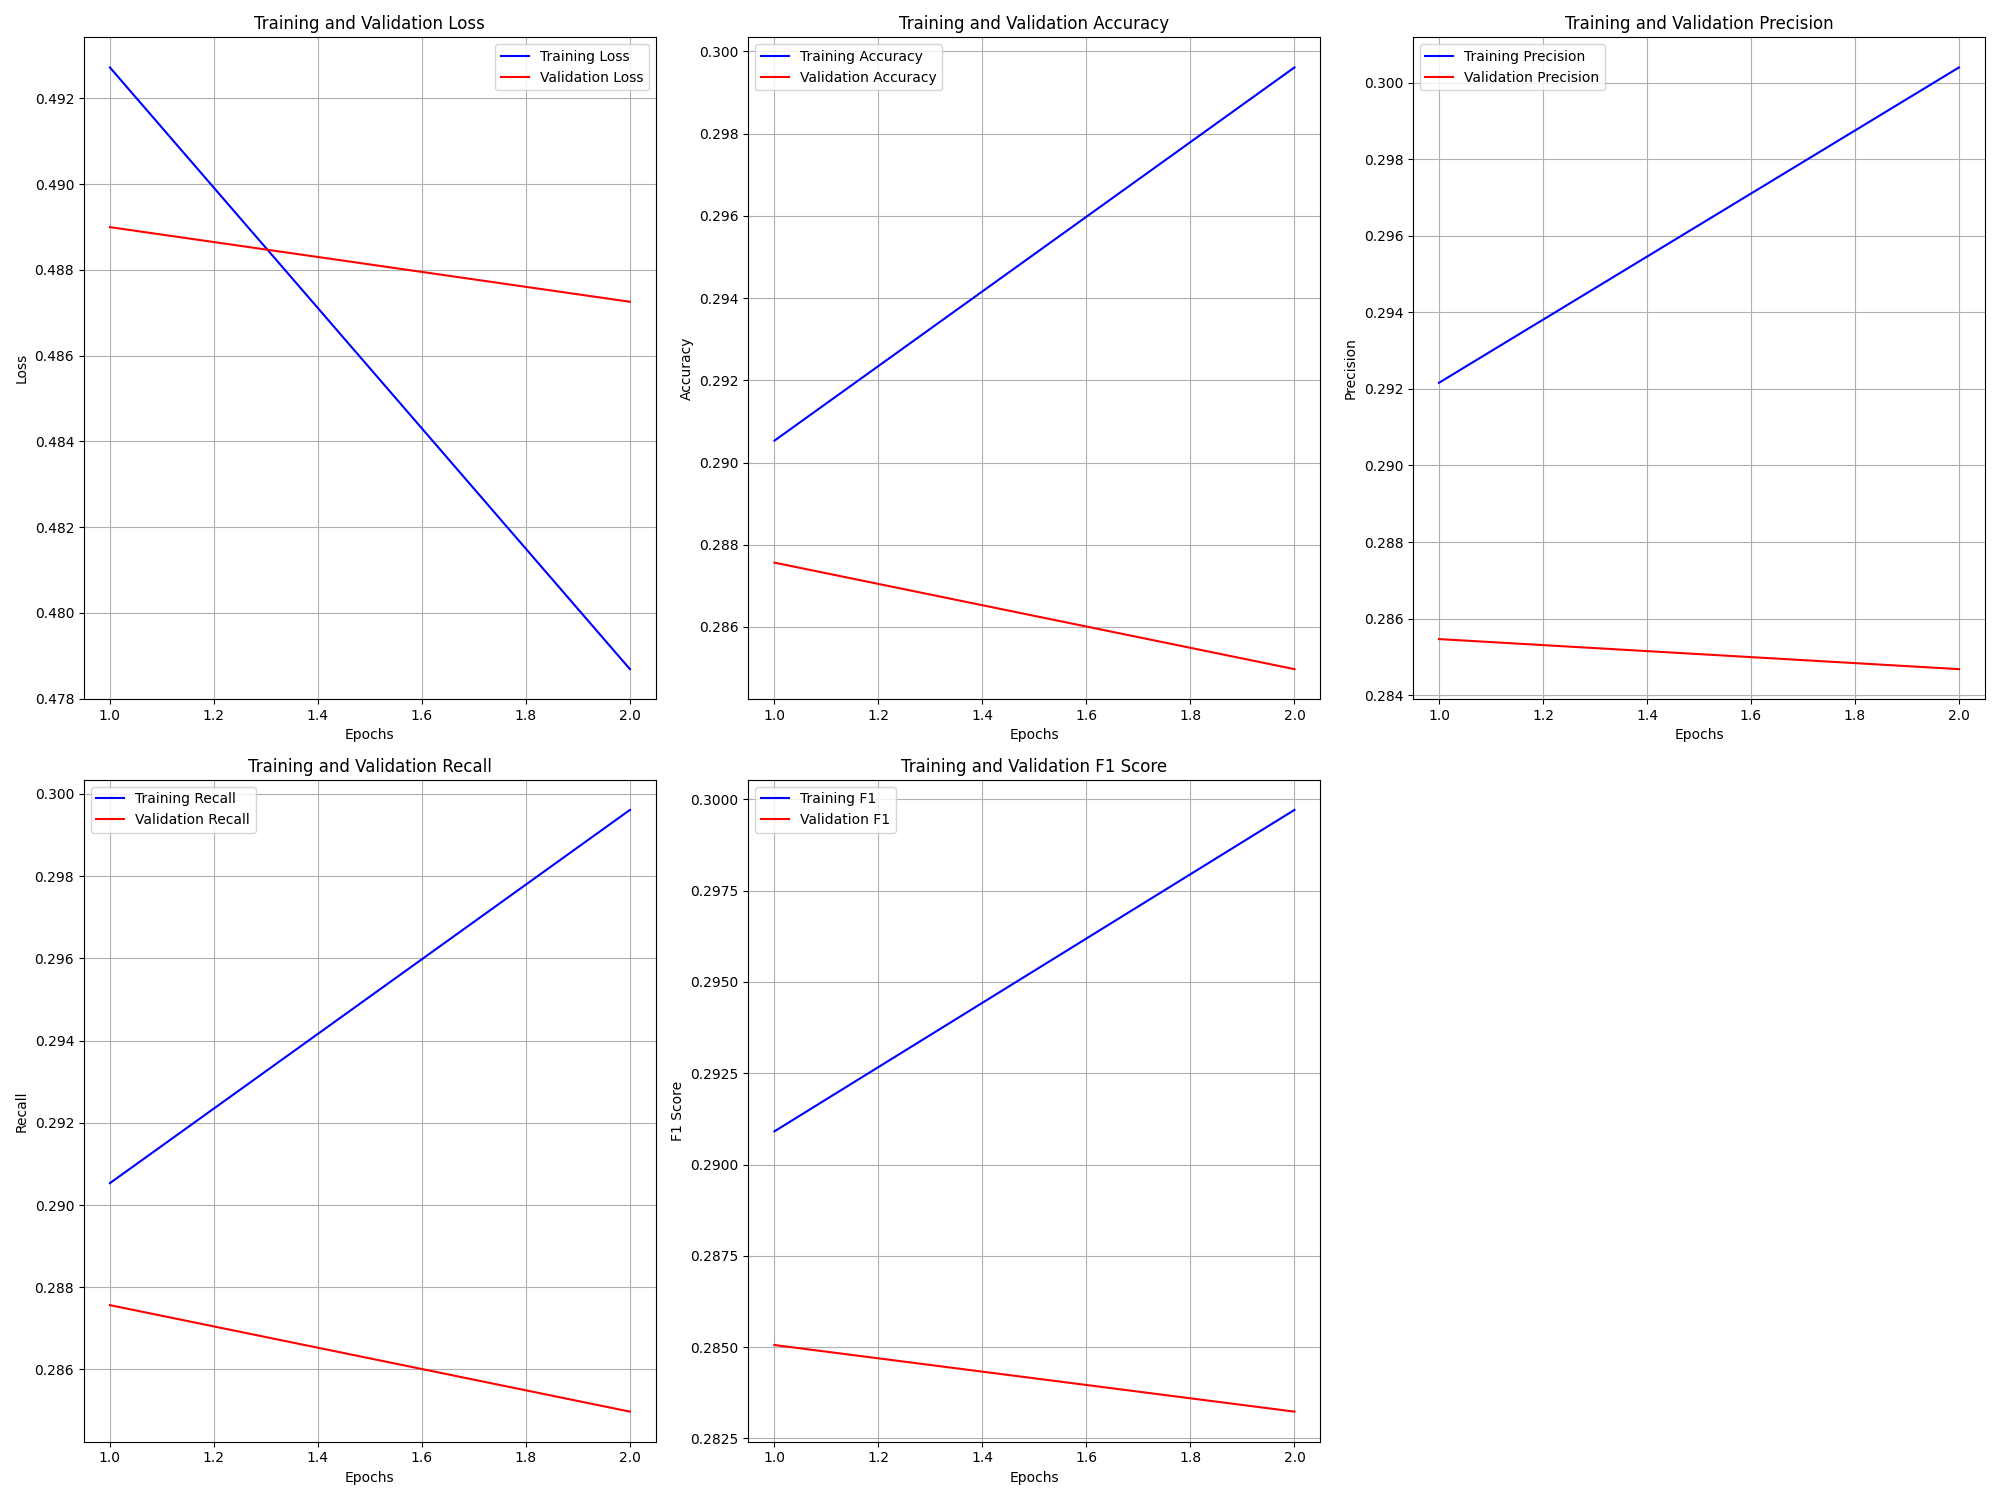 Training and Validation Loss
Training Loss
Validation Loss
0.492
0.490
0.488
0.486
0.484
0.482
0.480
0.478
Loss
1.0 1.2 1.4 1.6 1.8 2.0
Epochs
Training and Validation Accuracy
Training Accuracy
Validation Accuracy
0.300
0.298
0.296
0.294
0.292
0.290
0.288
0.286
Accuracy
1.0 1.2 1.4 1.6 1.8 2.0
Epochs
Training and Validation Precision
Training Precision
Validation Precision
0.300
0.298
0.296
0.294
0.292
0.290
0.288
0.286
0.284
Precision
1.0 1.2 1.4 1.6 1.8 2.0
Epochs
Training and Validation Recall
Training Recall
Validation Recall
0.300
0.298
0.296
0.294
0.292
0.290
0.288
0.286
Recall
1.0 1.2 1.4 1.6 1.8 2.0
Epochs
Training and Validation F1 Score
Training F1
Validation F1
0.3000
0.2975
0.2950
0.2925
0.2900
0.2875
0.2850
0.2825
F1 Score
1.0 1.2 1.4 1.6 1.8 2.0
Epochs